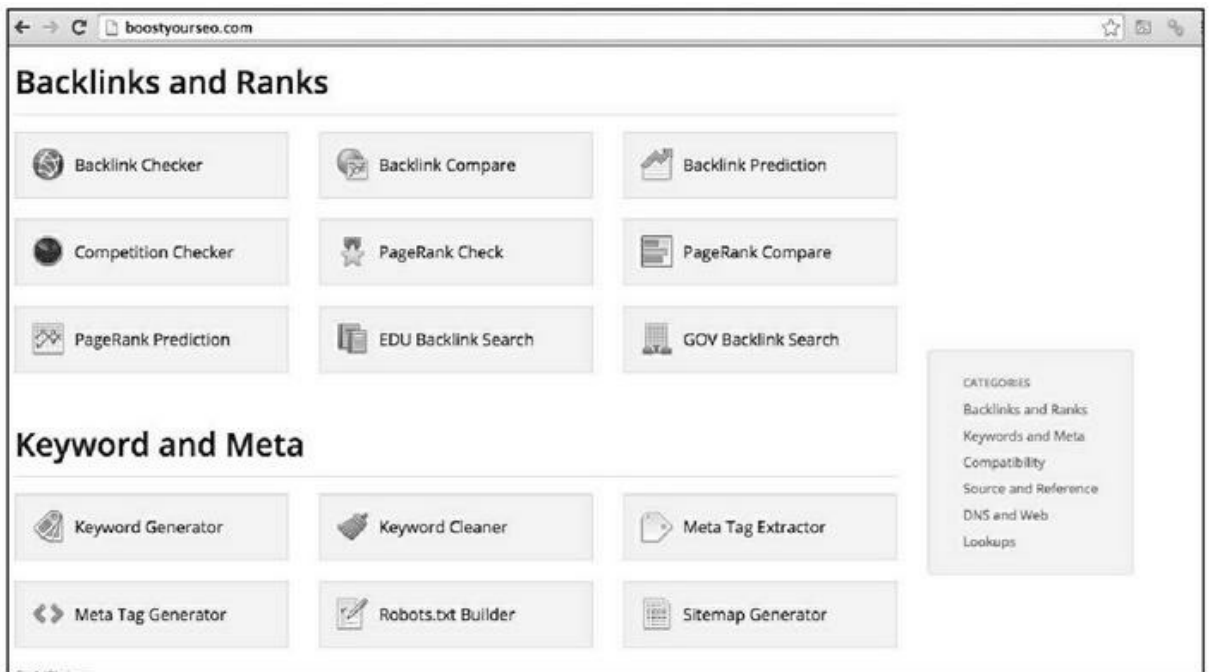 boostyourseo.com
Backlinks and Ranks
Backlink Checker
Backlink Compare
Backlink Prediction
Competition Checker
PageRank Check
PageRank Compare
PageRank Prediction
EDU Backlink Search
GOV Backlink Search
Keyword and Meta
Keyword Generator
Keyword Cleaner
Meta Tag Extractor
Meta Tag Generator
Robots.txt Builder
Sitemap Generator
CATEGORIES
Backlinks and Ranks
Keywords and Meta
Compatibility
Source and Reference
DNS and Web
Lookups